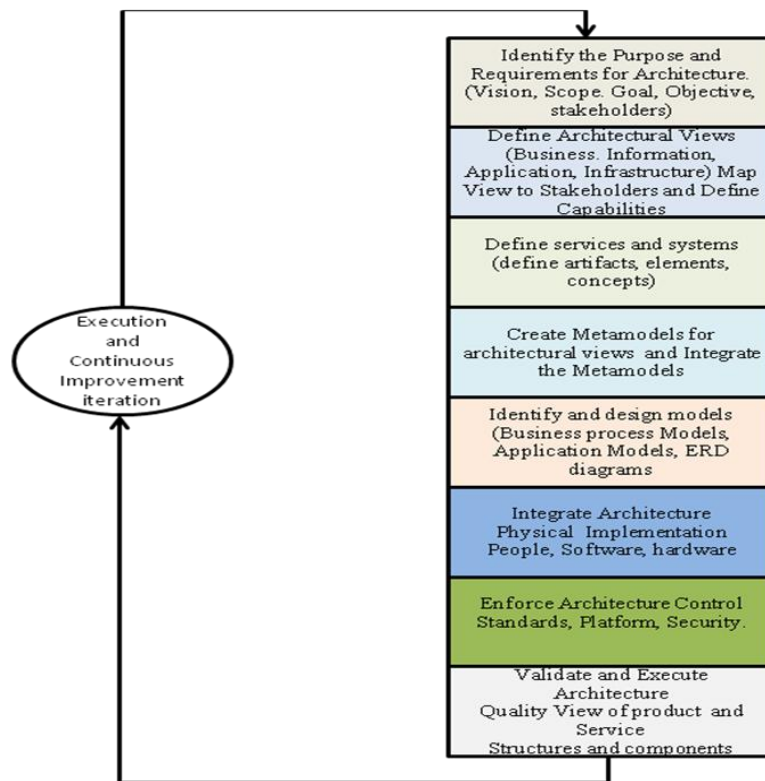 Identify the Purpose and
Requirements for Architecture.
(Vision, Scope. Goal, Objective,
stakeholders)
Define Architectural Views
(Business. Information,
Application, Infrastructure) Map
View to Stakeholders and Define
Capabilities
Define services and systems
(define artifacts, elements,
concepts)
Create Metamodels for
architectural views and Integrate
the Metamodels
Identify and design models
(Business process Models,
Application Models, ERD
diagrams
Integrate Architecture
Physical Implementation
People, Software, hardware
Enforce Architecture Control
Standards, Platform, Security.
Validate and Execute
Architecture
Quality View of product and
Service
Structures and components
Execution
and
Continuous
Improvement
iteration